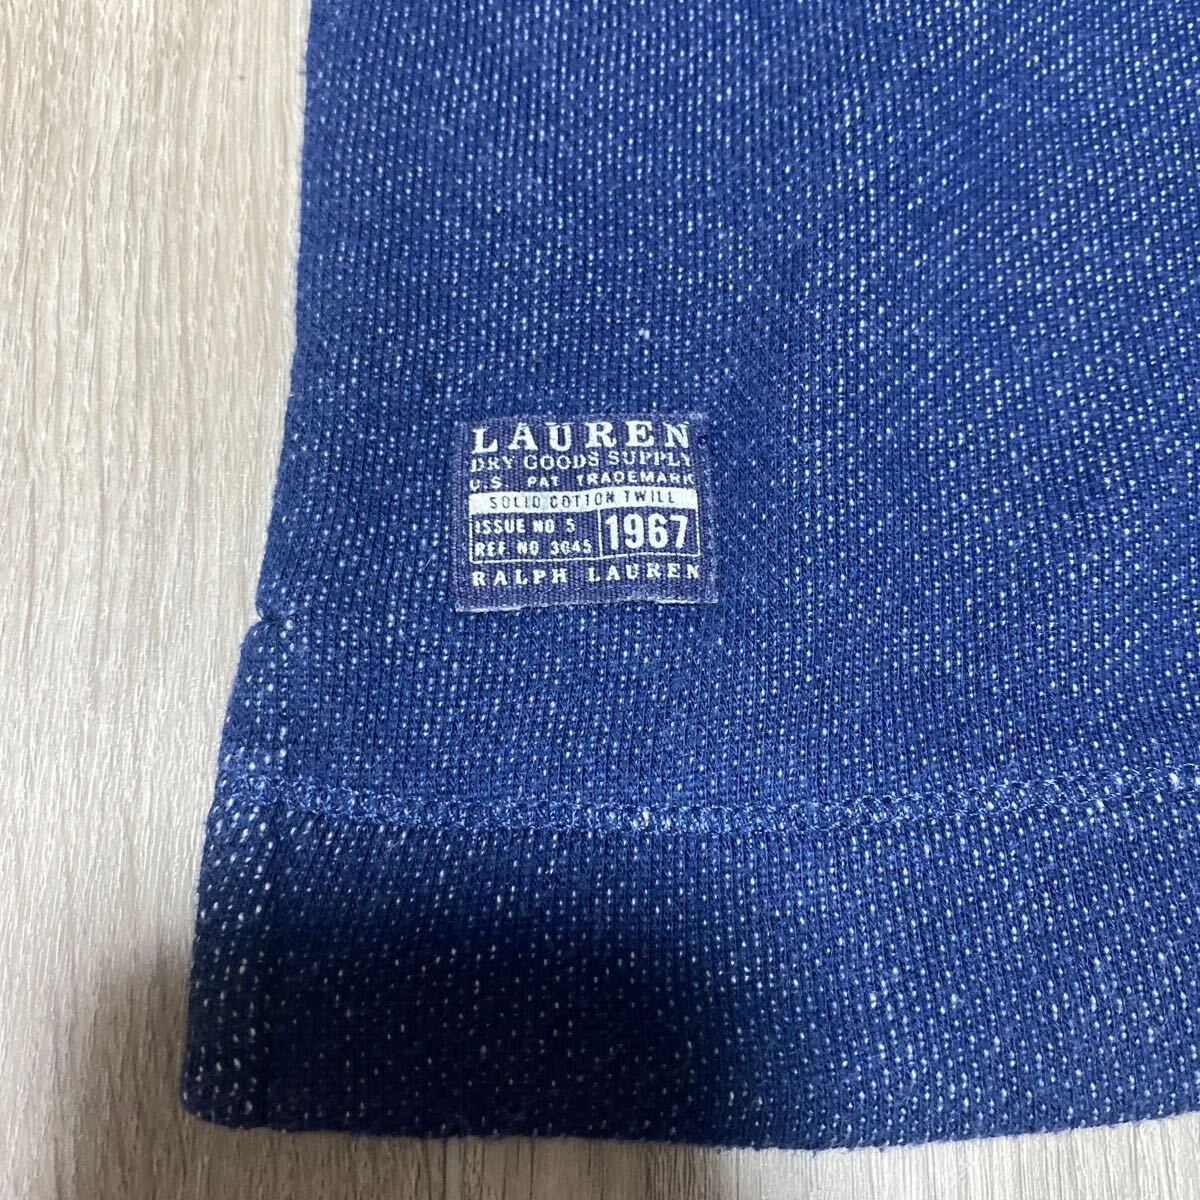 LAUREN
DRY GOODS SUPPLY
U.S. PAT TRADEMARK
SOLID COTTON TWILL
ISSUE NO 5
REF NO 3045
1967
RALPH LAUREN